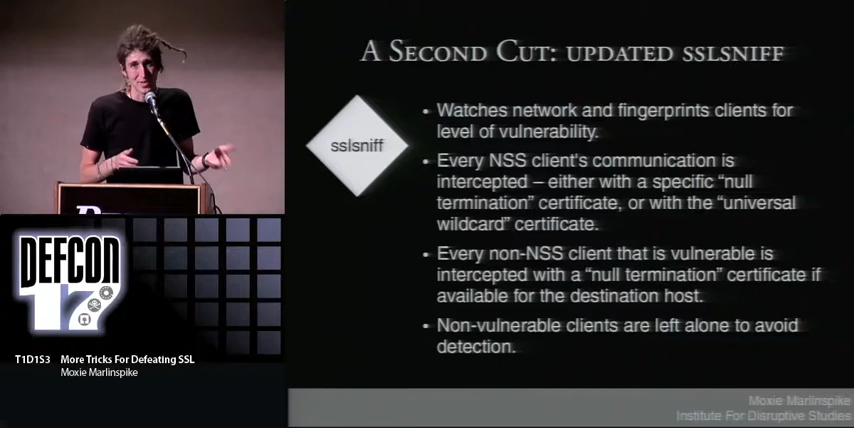 A Second Cut: updated sslsniff
sslsniff
• Watches network and fingerprints clients for
level of vulnerability.
• Every NSS client's communication is
intercepted – either with a specific “null
termination” certificate, or with the “universal
wildcard” certificate.
• Every non-NSS client that is vulnerable is
intercepted with a “null termination” certificate if
available for the destination host.
• Non-vulnerable clients are left alone to avoid
detection.
DEFCON
17
T1D1S3 More Tricks For Defeating SSL
Moxie Marlinspike
Moxie Marlinspike
Institute For Disruptive Studies